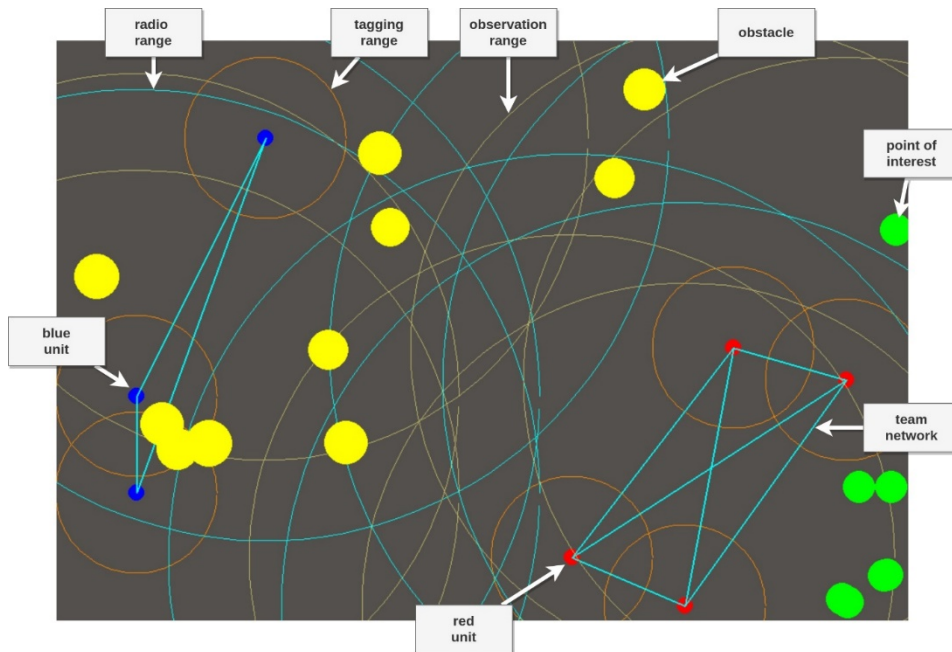 radio
range
tagging
range
observation
range
obstacle
point of
interest
blue
unit
team
network
red
unit